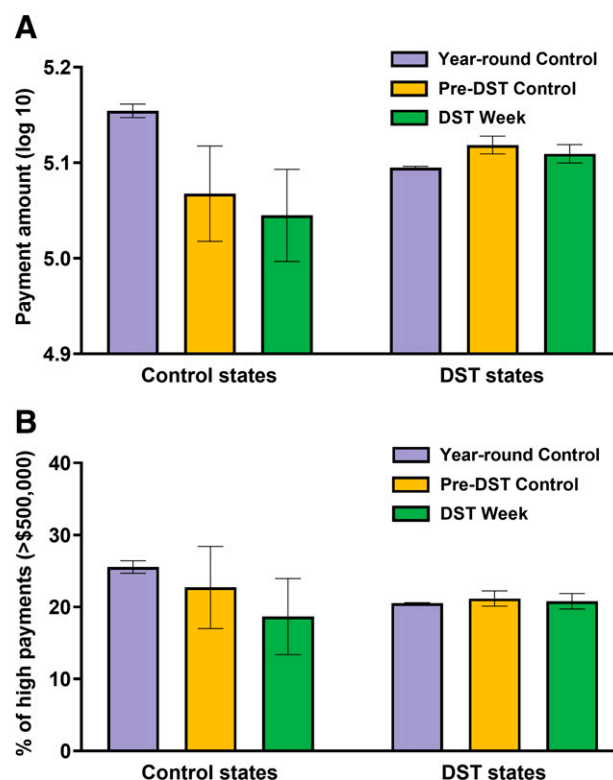 A
Payment amount (log 10)
5.2
5.1
5.0
4.9
Year-round Control
Pre-DST Control
DST Week
Control states
DST states
B
% of high payments (>$500,000)
40
30
20
10
0
Year-round Control
Pre-DST Control
DST Week
Control states
DST states